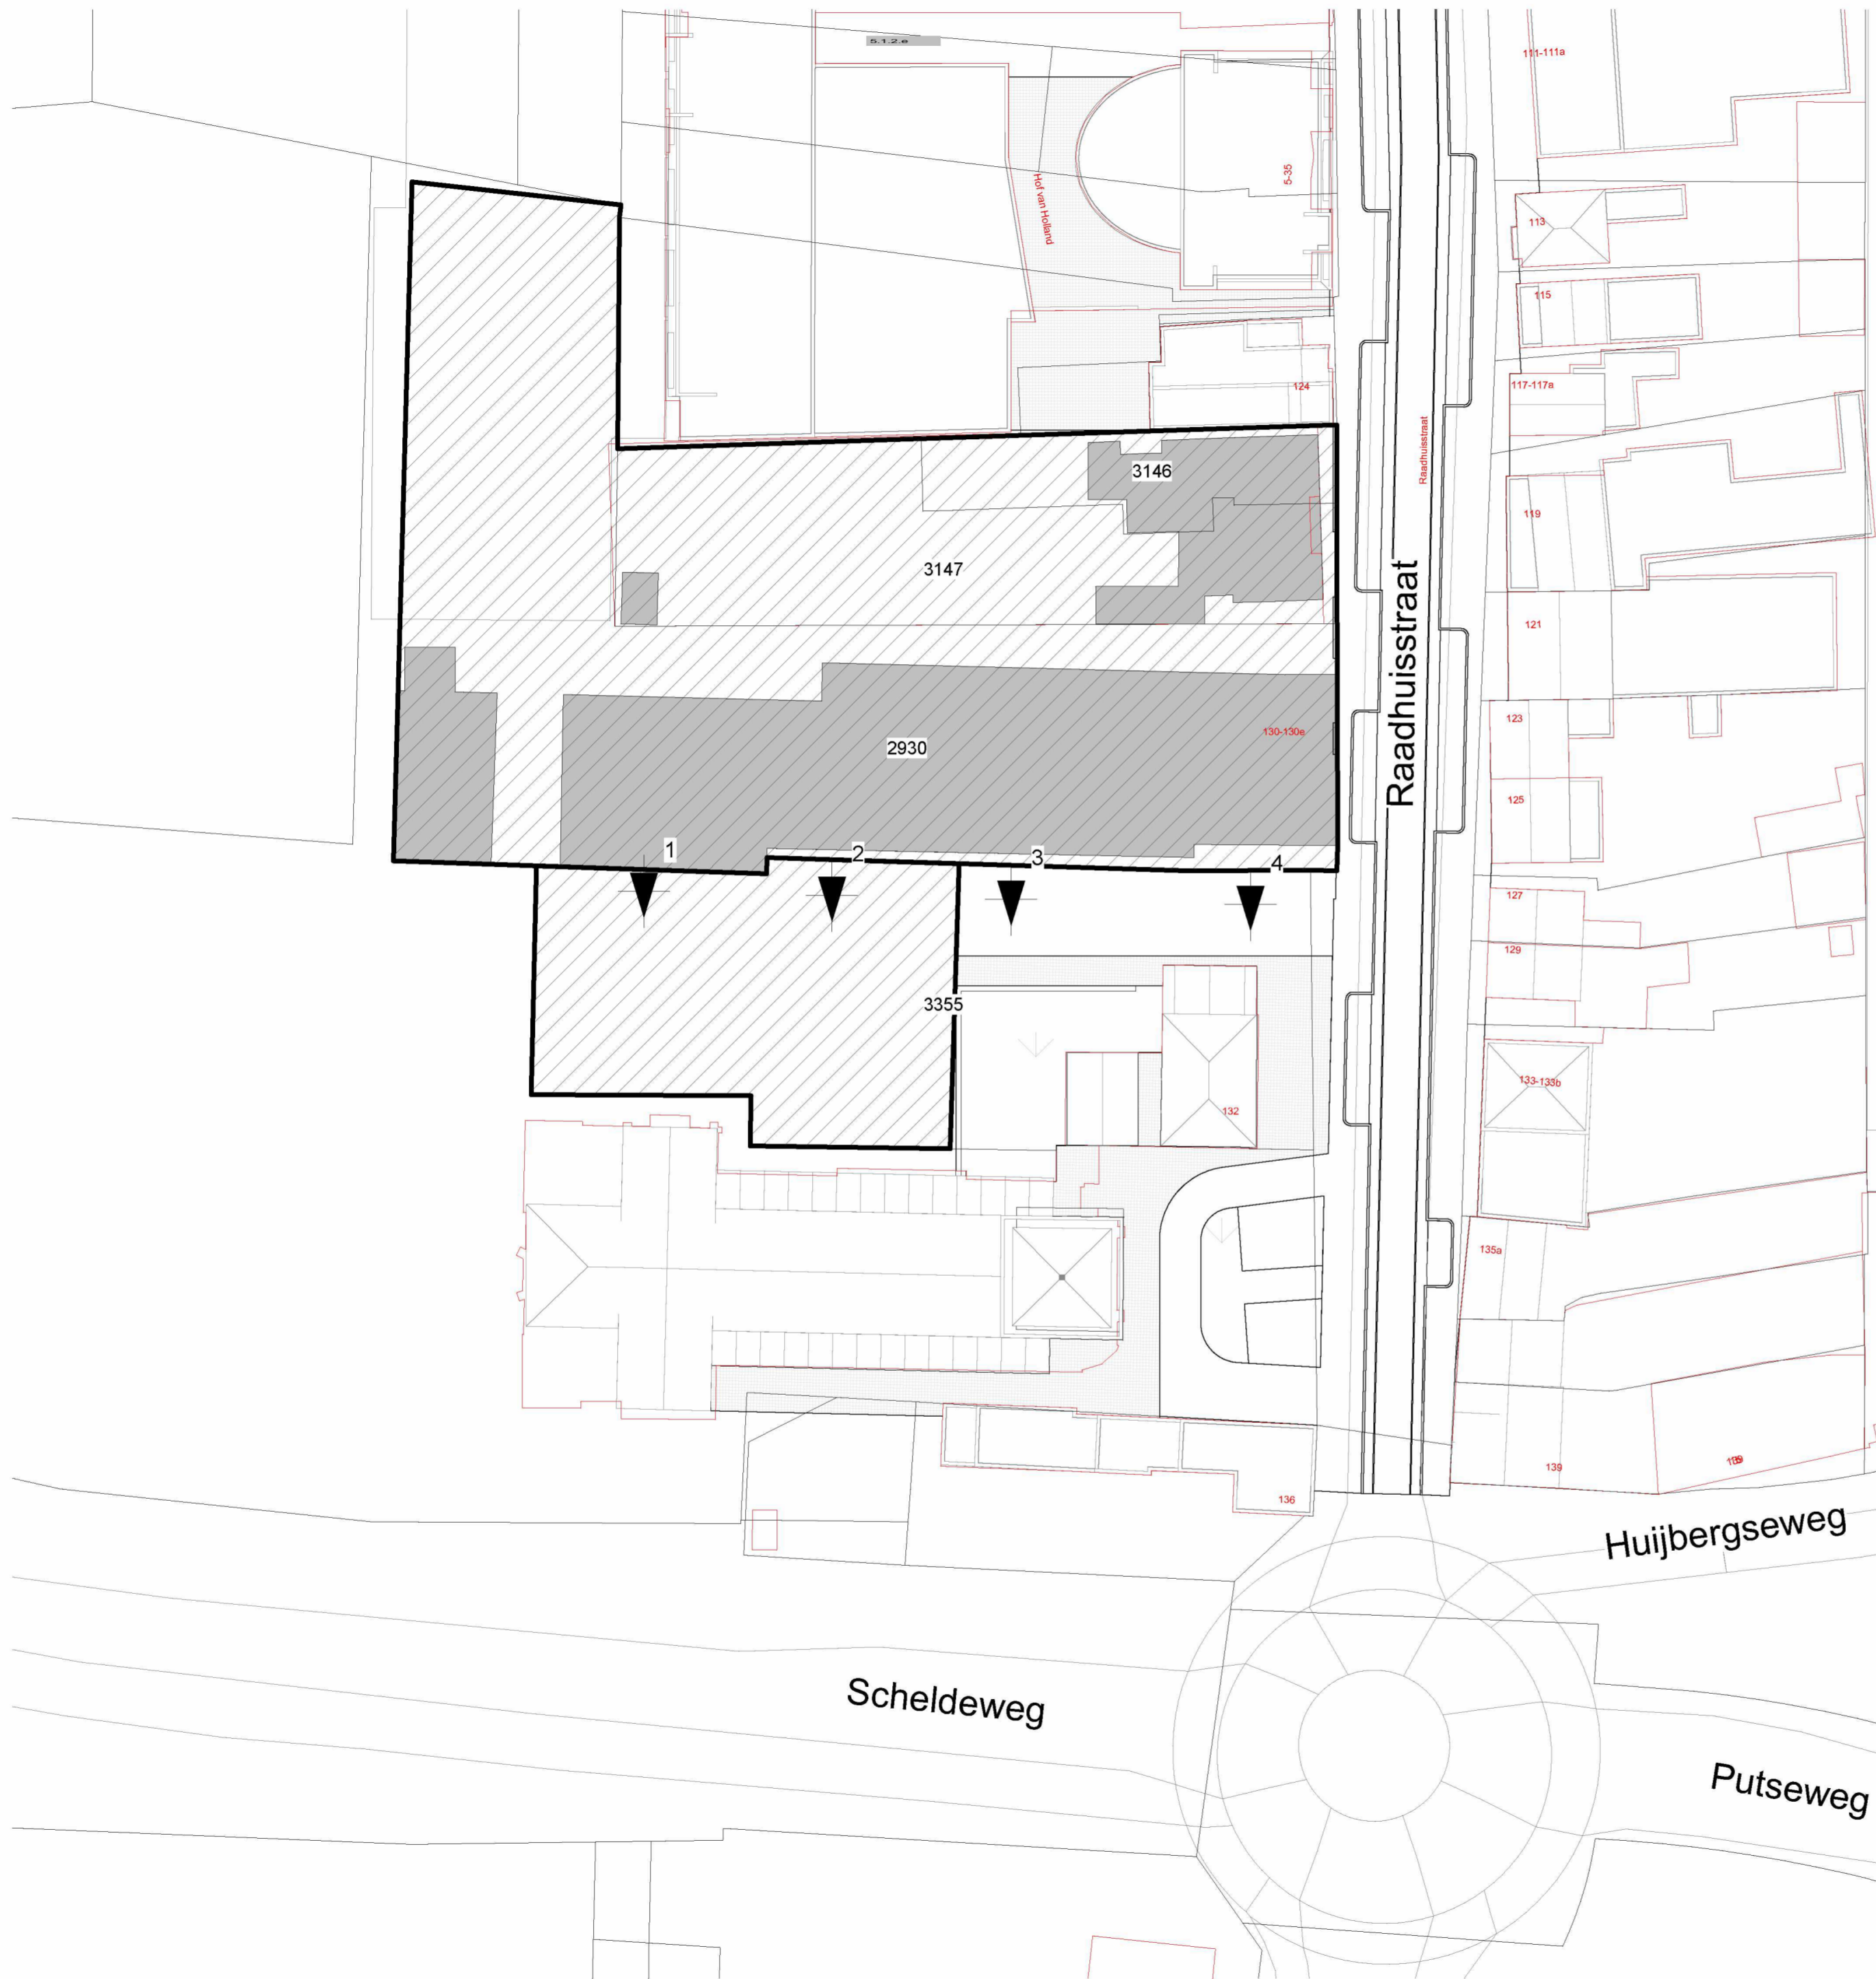 5.1.2.e
111-111a
Hof van Holland
5-35
113
115
124
117-117a
Raadhuisstraat
3146
119
3147
Raadhuisstraat
121
2930
130-130e
123
125
1
2
3
4
127
129
3355
133-133b
132
135a
139
136
Huijbergseweg
Scheldeweg
Putseweg